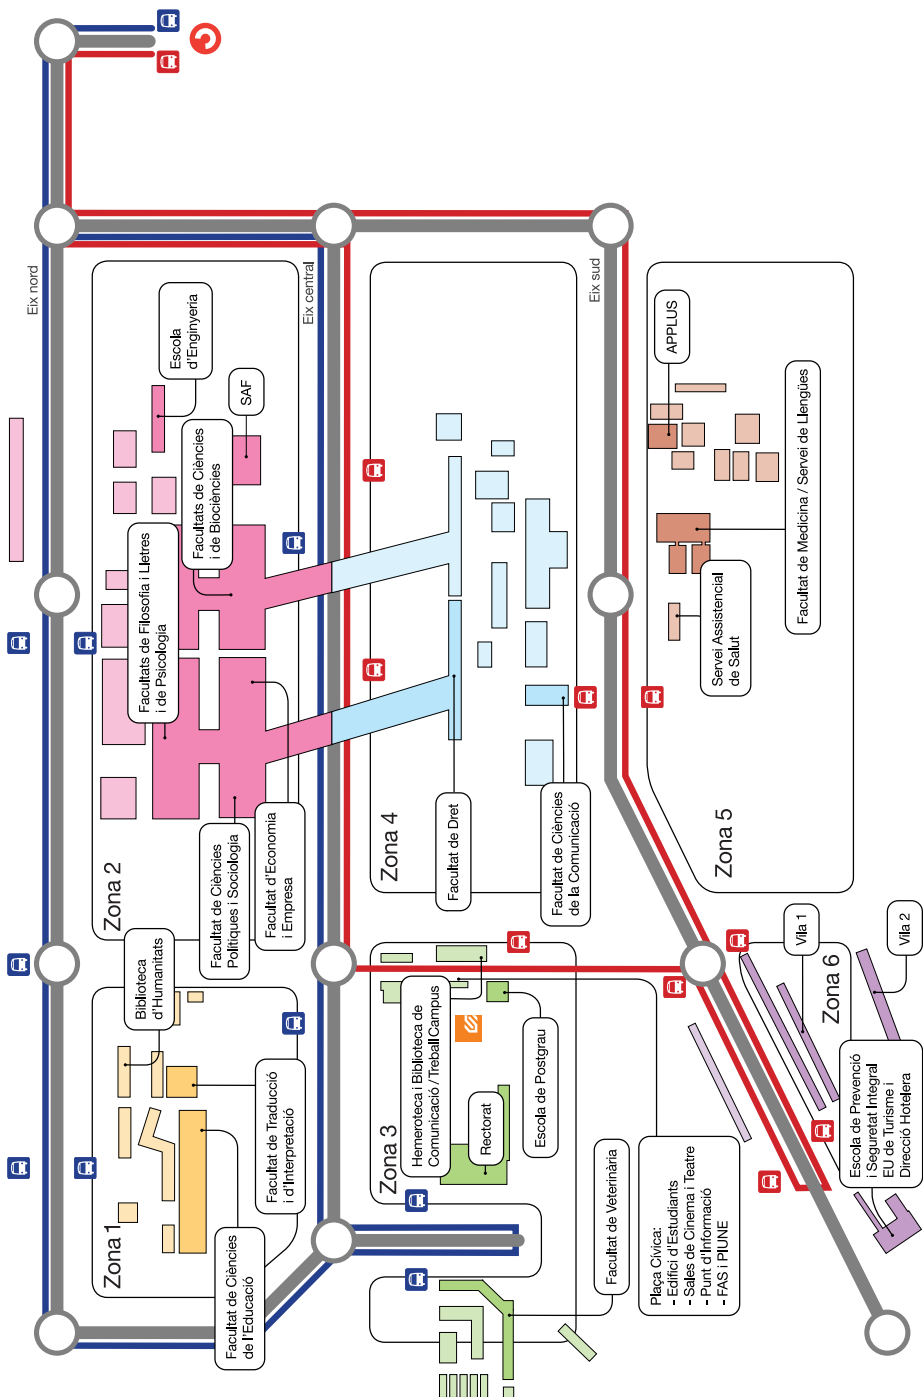 Eix nord
Eix central
Eix sud
Zona 1
Biblioteca
d'Humanitats
Facultat de Traducció
i d'Interpretació
Facultat de Ciències
de l'Educació
Zona 2
Facultats de Filosofia i Lletres
i de Psicologia
Facultats de Ciències
i de Biociències
Escola
d'Enginyeria
SAF
Facultat de Ciències
Polítiques i Sociologia
Facultat d'Economia
i Empresa
Zona 3
Hemeroteca i Biblioteca de
Comunicació / Treball Campus
Rectorat
Escola de Postgrau
Facultat de Veterinària
Plaça Cívica:
- Edifici d'Estudiants
- Sales de Cinema i Teatre
- Punt d'Informació
- FAS i PIUNE
Zona 4
Facultat de Dret
Facultat de Ciències
de la Comunicació
Zona 5
APPLUS
Facultat de Medicina / Servei de Llengües
Servei Assistencial
de Salut
Zona 6
Vila 1
Vila 2
Escola de Prevenció
i Seguretat Integral
EU de Turisme i
Direcció Hotelera